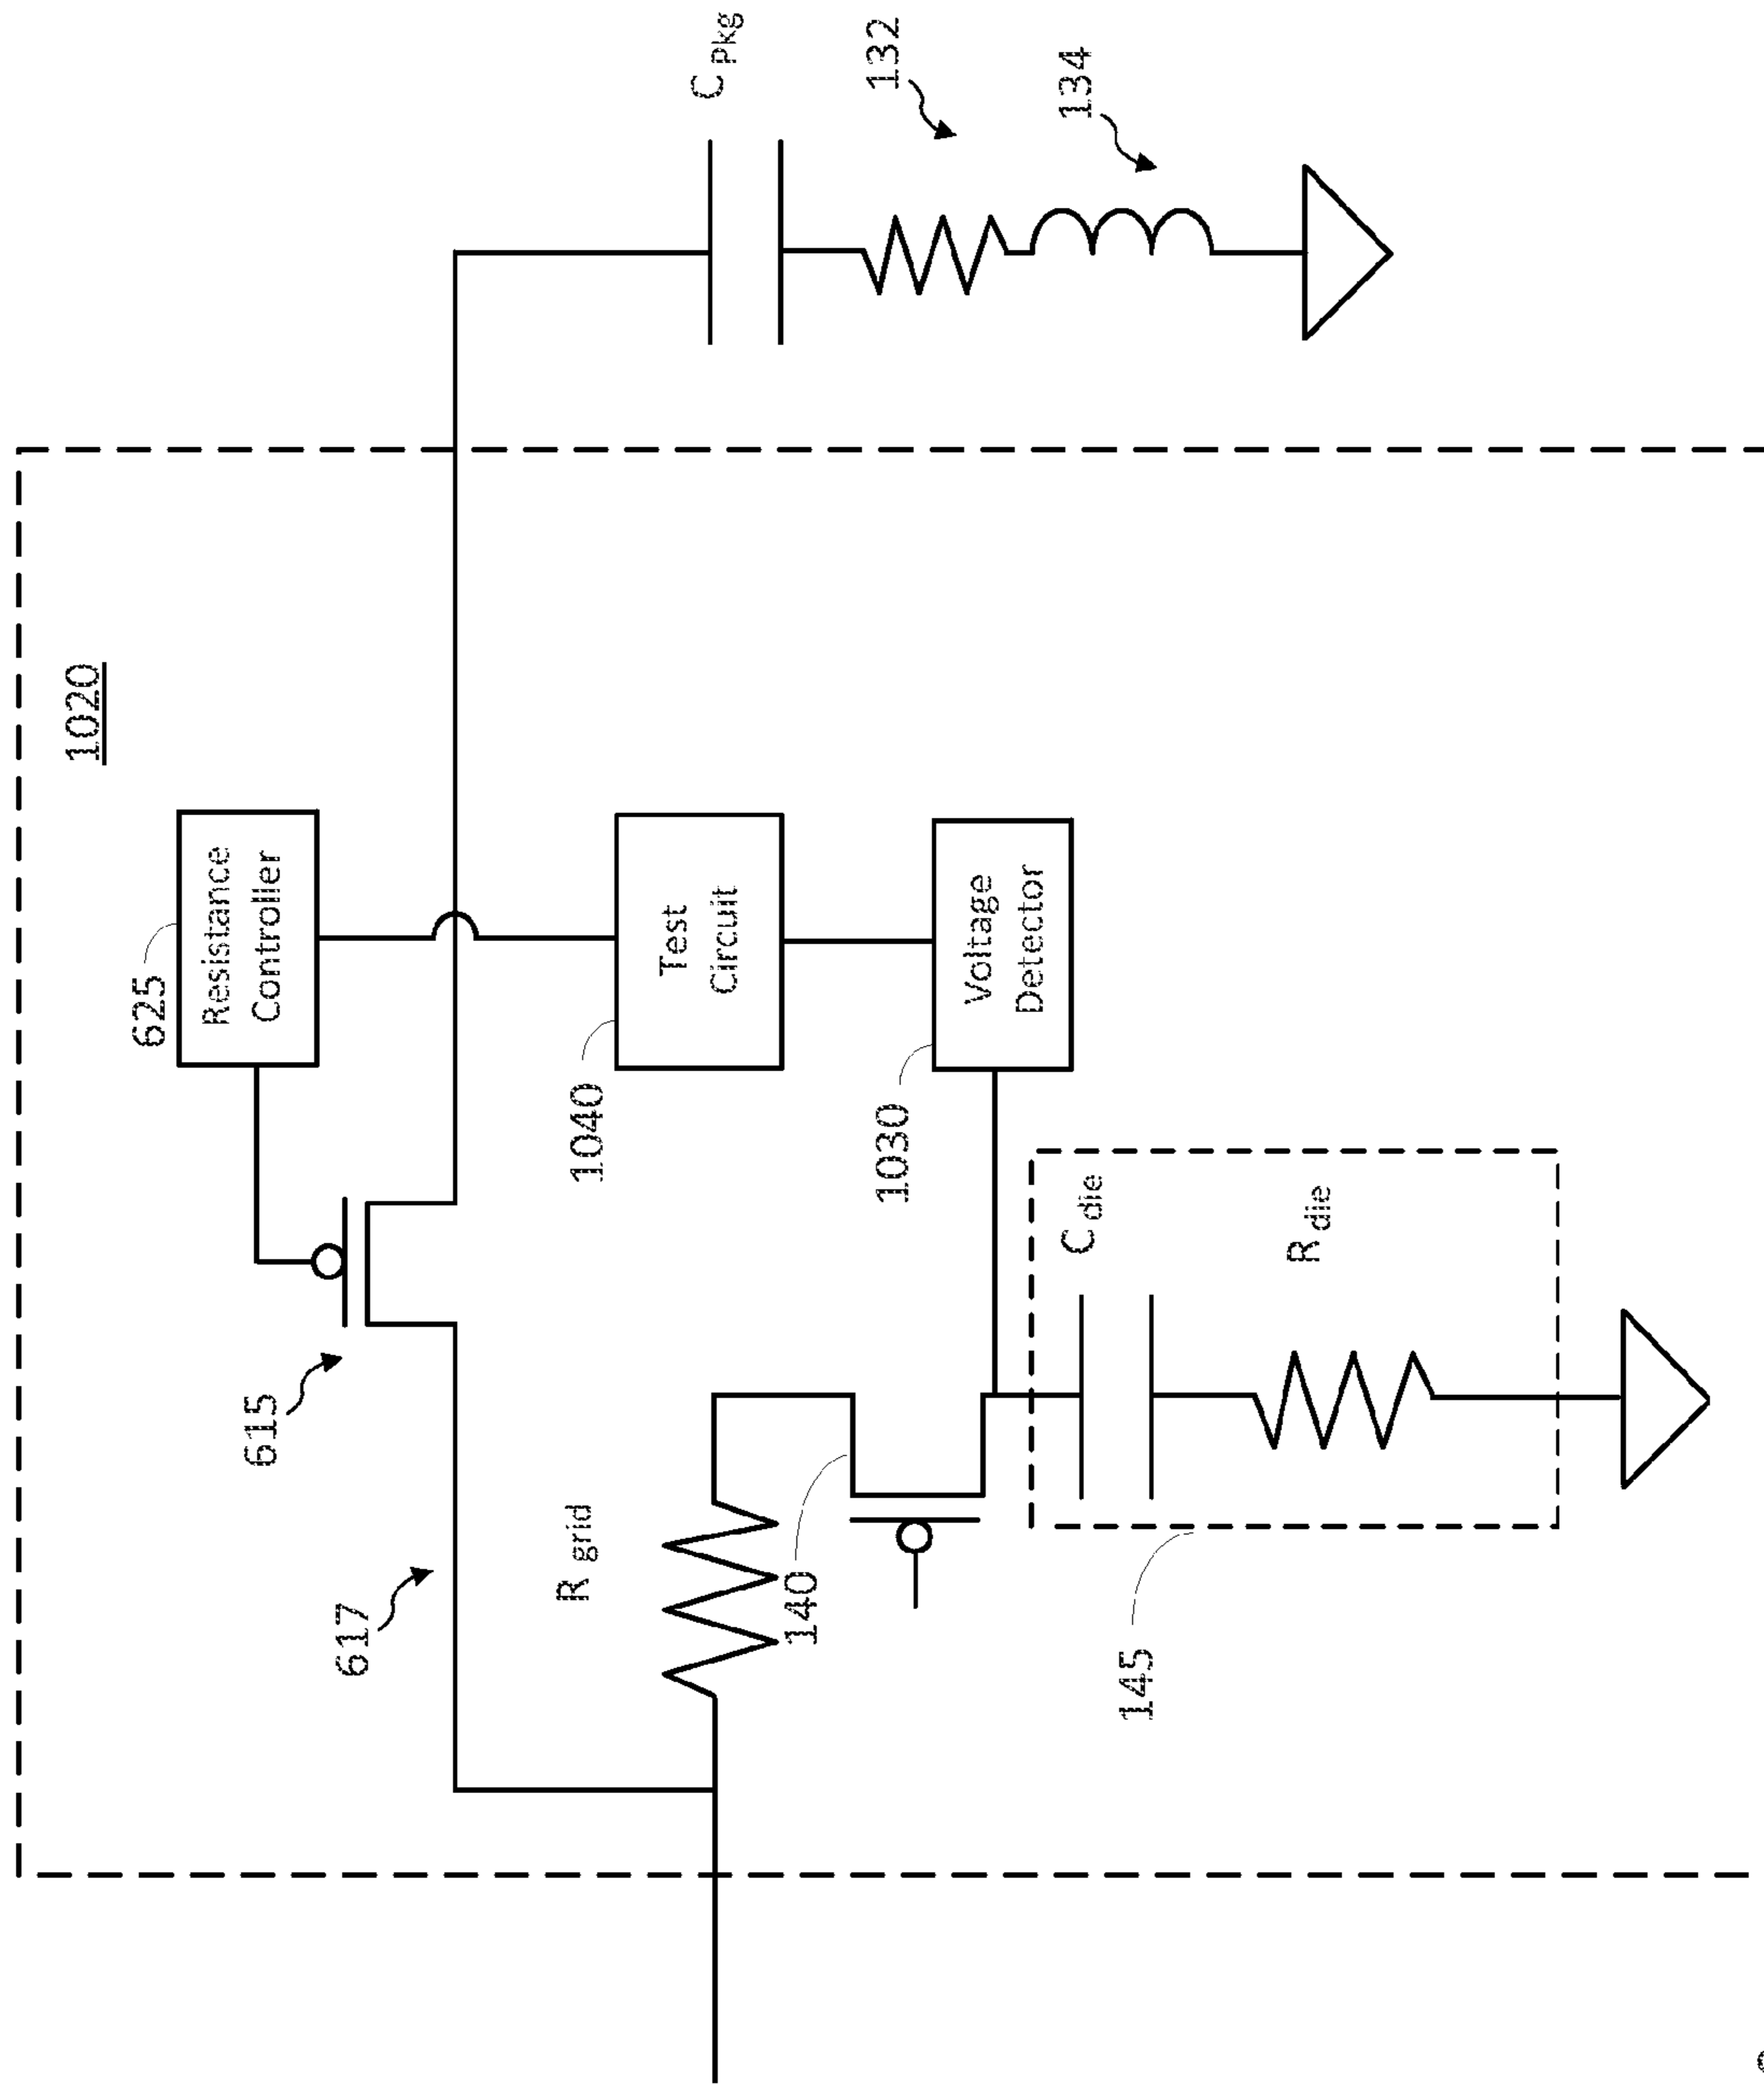 1020
625
Resistance
Controller
615
617
C pkg
132
134
1040
Test
Circuit
R grid
140
1030
Voltage
Detector
C die
R die
145